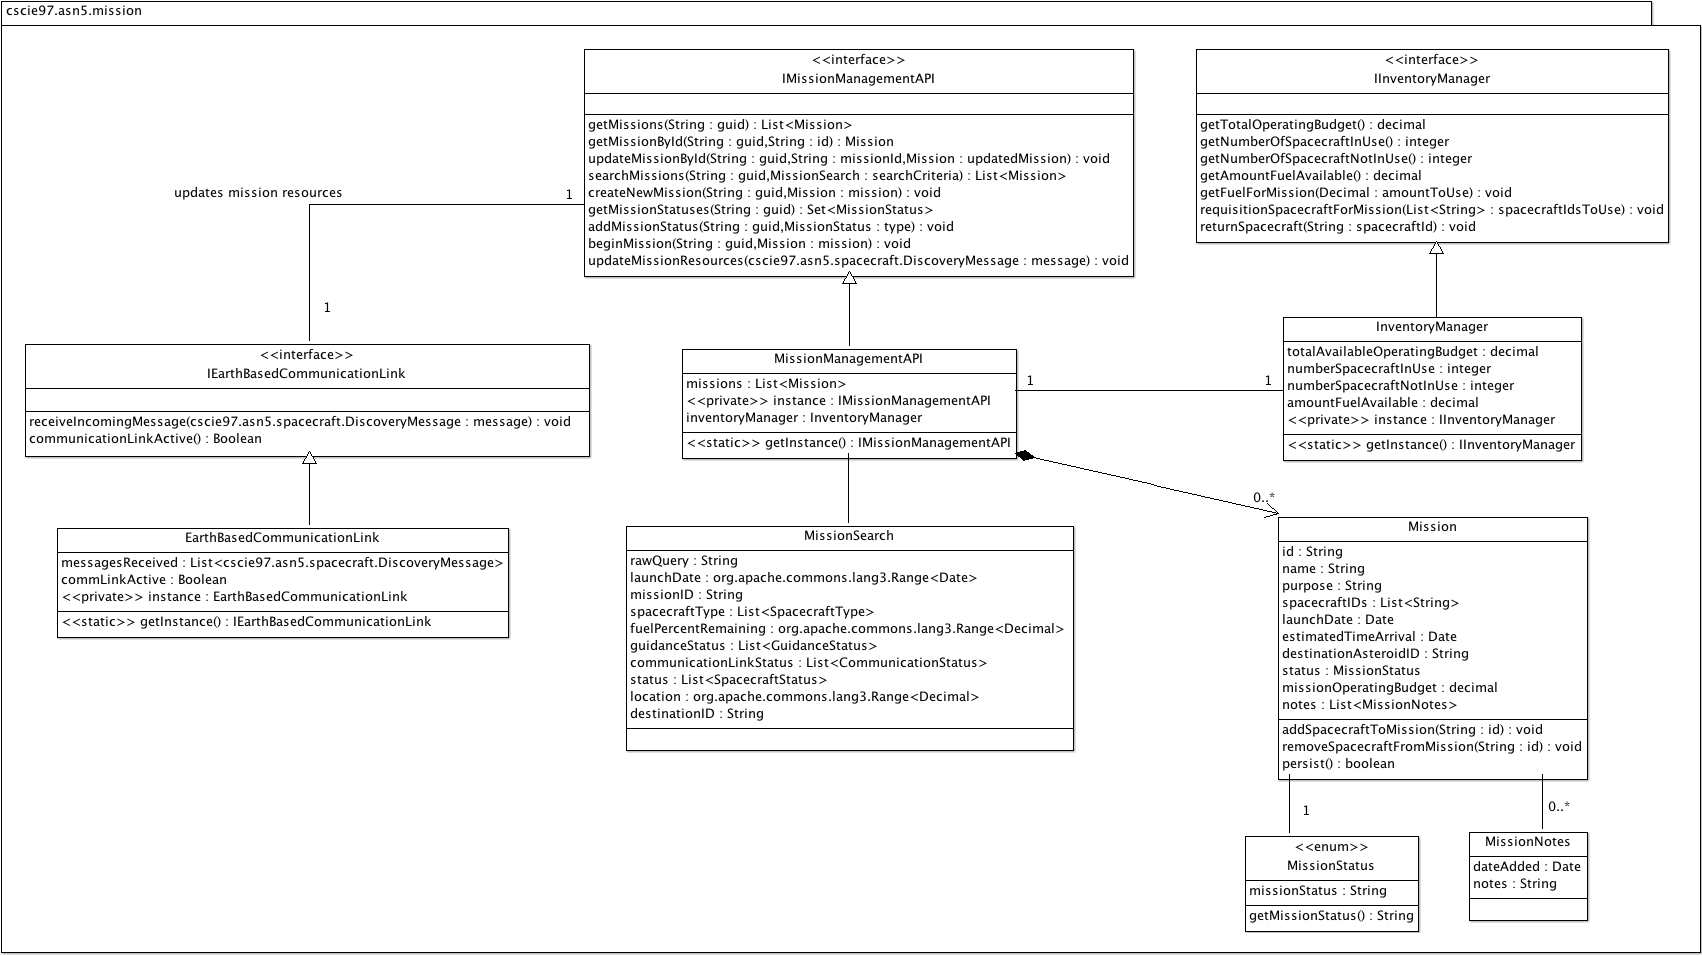 cscie97.asn5.mission
<<interface>>
IMissionManagementAPI
getMissions(String : guid) : List<Mission>
getMissionById(String : guid,String : id) : Mission
updateMissionById(String : guid,String : missionId,Mission : updatedMission) : void
searchMissions(String : guid,MissionSearch : searchCriteria) : List<Mission>
createNewMission(String : guid,Mission : mission) : void
getMissionStatuses(String : guid) : Set<MissionStatus>
addMissionStatus(String : guid,MissionStatus : type) : void
beginMission(String : guid,Mission : mission) : void
updateMissionResources(cscie97.asn5.spacecraft.DiscoveryMessage : message) : void
<<interface>>
IInventoryManager
getTotalOperatingBudget() : decimal
getNumberOfSpacecraftInUse() : integer
getNumberOfSpacecraftNotInUse() : integer
getAmountFuelAvailable() : decimal
getFuelForMission(Decimal : amountToUse) : void
requisitionSpacecraftForMission(List<String> : spacecraftIdsToUse) : void
returnSpacecraft(String : spacecraftId) : void
updates mission resources
1
1
<<interface>>
IEarthBasedCommunicationLink
receiveIncomingMessage(cscie97.asn5.spacecraft.DiscoveryMessage : message) : void
communicationLinkActive() : Boolean
MissionManagementAPI
missions : List<Mission>
<<private>> instance : IMissionManagementAPI
inventoryManager : InventoryManager
<<static>> getInstance() : IMissionManagementAPI
1
1
InventoryManager
totalAvailableOperatingBudget : decimal
numberSpacecraftInUse : integer
numberSpacecraftNotInUse : integer
amountFuelAvailable : decimal
<<private>> instance : IInventoryManager
<<static>> getInstance() : IInventoryManager
0..*
EarthBasedCommunicationLink
messagesReceived : List<cscie97.asn5.spacecraft.DiscoveryMessage>
commLinkActive : Boolean
<<private>> instance : EarthBasedCommunicationLink
<<static>> getInstance() : IEarthBasedCommunicationLink
MissionSearch
rawQuery : String
launchDate : org.apache.commons.lang3.Range<Date>
missionID : String
spacecraftType : List<SpacecraftType>
fuelPercentRemaining : org.apache.commons.lang3.Range<Decimal>
guidanceStatus : List<GuidanceStatus>
communicationLinkStatus : List<CommunicationStatus>
status : List<SpacecraftStatus>
location : org.apache.commons.lang3.Range<Decimal>
destinationID : String
Mission
id : String
name : String
purpose : String
spacecraftIDs : List<String>
launchDate : Date
estimatedTimeArrival : Date
destinationAsteroidID : String
status : MissionStatus
missionOperatingBudget : decimal
notes : List<MissionNotes>
addSpacecraftToMission(String : id) : void
removeSpacecraftFromMission(String : id) : void
persist() : boolean
1
0..*
<<enum>>
MissionStatus
missionStatus : String
getMissionStatus() : String
MissionNotes
dateAdded : Date
notes : String